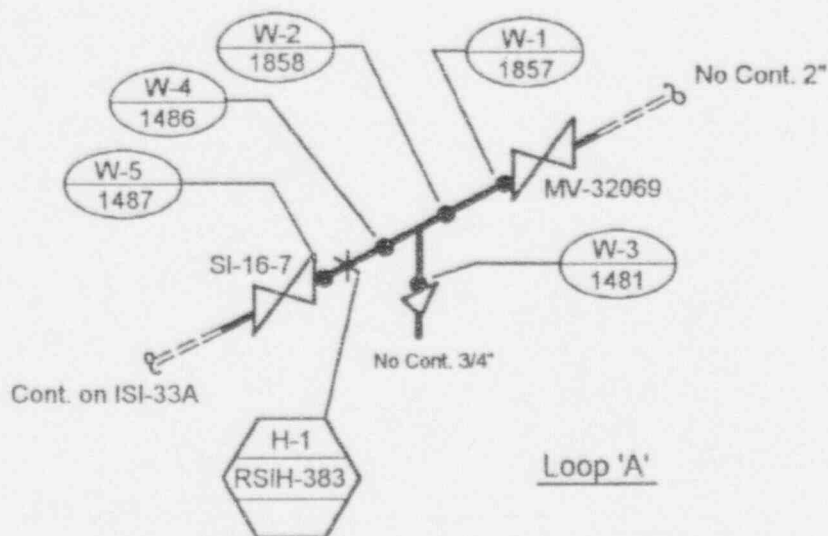 W-2
1858
W-1
1857
No Cont. 2"
W-4
1486
W-5
1487
MV-32069
SI-16-7
W-3
1481
No Cont. 3/4"
Cont. on ISI-33A
H-1
RSIH-383
Loop 'A'